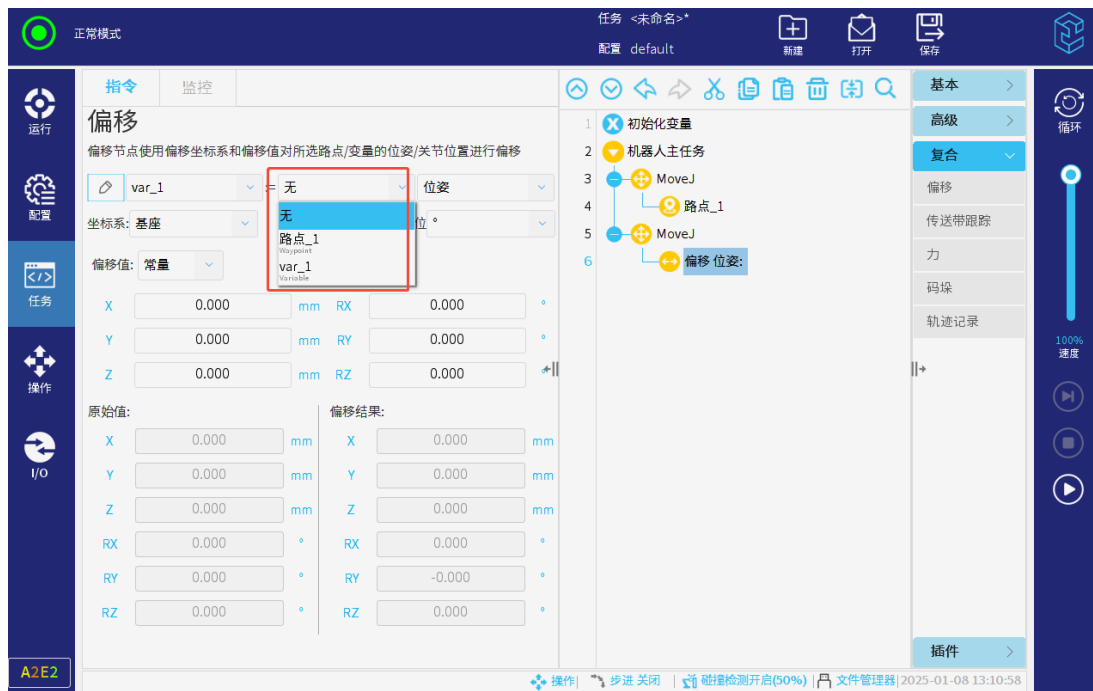 正常模式
任务 <未命名>*
配置 default
新建
打开
保存
运行
配置
任务
操作
I/O
A2E2
指令 监控
偏移
偏移节点使用偏移坐标系和偏移值对所选路点/变量的位姿/关节位置进行偏移
var_1 = 无 位姿
坐标系: 基座 位 °
无
路点_1
Waypoint
var_1
Variable
偏移值: 常量
X 0.000 mm RX 0.000 °
Y 0.000 mm RY 0.000 °
Z 0.000 mm RZ 0.000 °
原始值: 偏移结果:
X 0.000 mm X 0.000 mm
Y 0.000 mm Y 0.000 mm
Z 0.000 mm Z 0.000 mm
RX 0.000 ° RX 0.000 °
RY 0.000 ° RY -0.000 °
RZ 0.000 ° RZ 0.000 °
1 初始化变量
2 机器人主任务
3 MoveJ
4 路点_1
5 MoveJ
6 偏移 位姿:
基本
高级
复合
偏移
传送带跟踪
力
码垛
轨迹记录
插件
循环
100%
速度
操作| 步进 关闭 | 碰撞检测开启(50%) | 文件管理器|2025-01-08 13:10:58